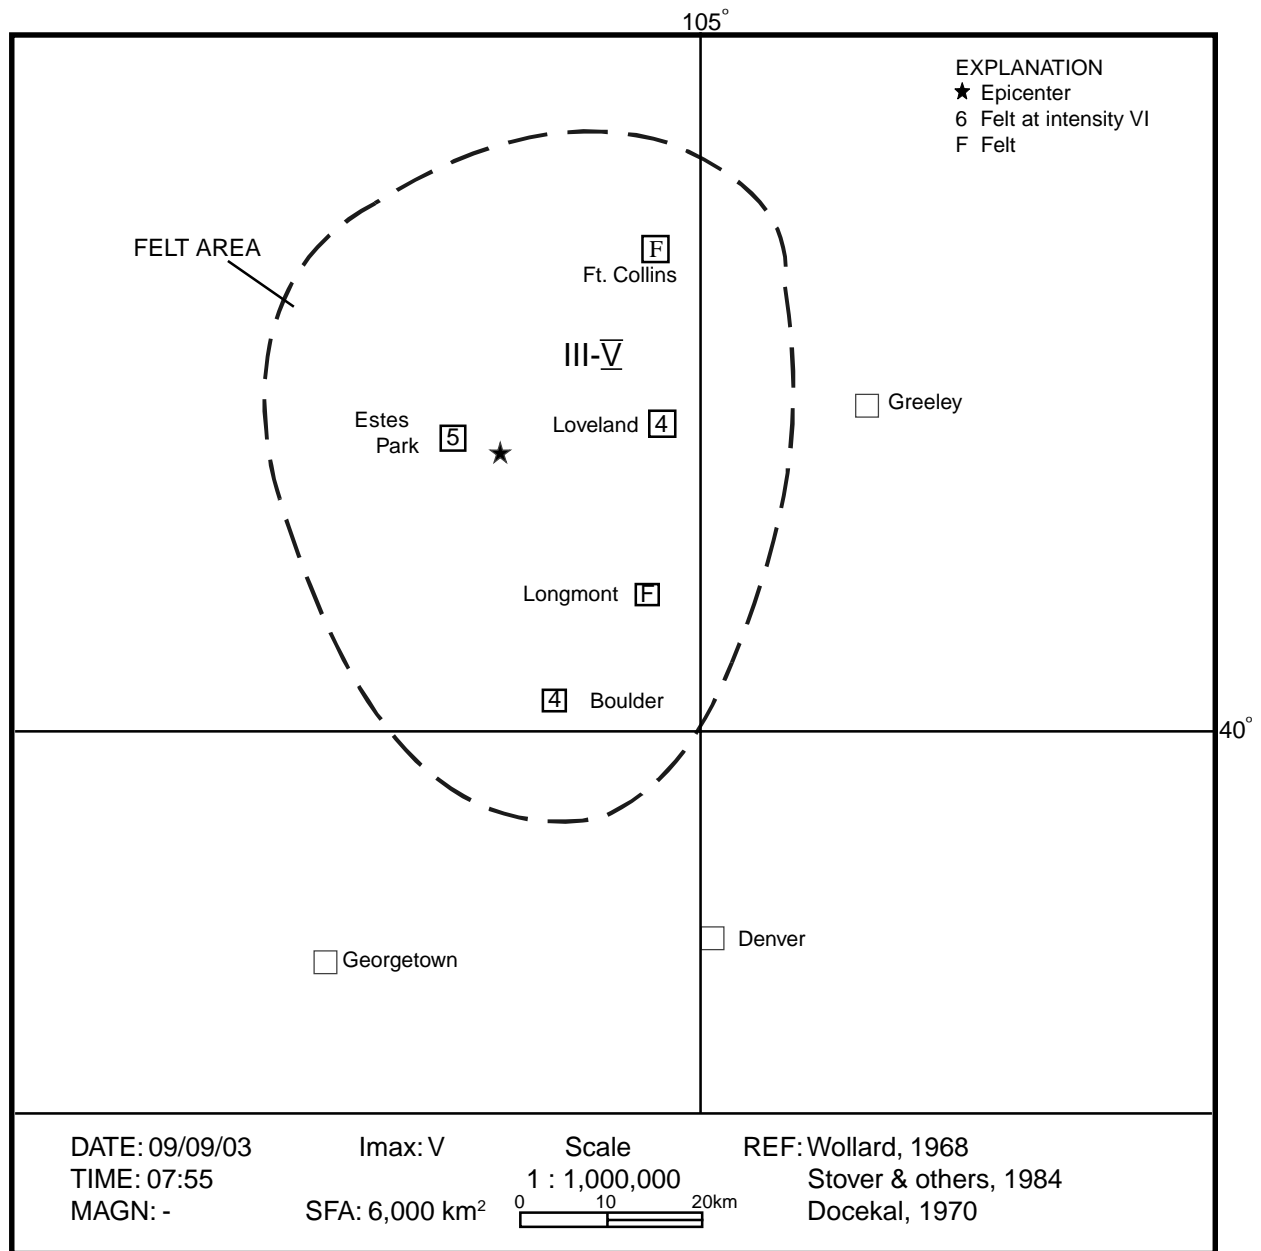 105°
EXPLANATION
★ Epicenter
6 Felt at intensity VI
F Felt
FELT AREA
F
Ft. Collins
III-V
Greeley
Estes
Park
5
Loveland 4
Longmont F
4 Boulder
40°
Denver
Georgetown
DATE: 09/09/03 Imax: V Scale REF: Wollard, 1968
TIME: 07:55 1 : 1,000,000 Stover & others, 1984
MAGN: - SFA: 6,000 km² 0 10 20km Docekal, 1970